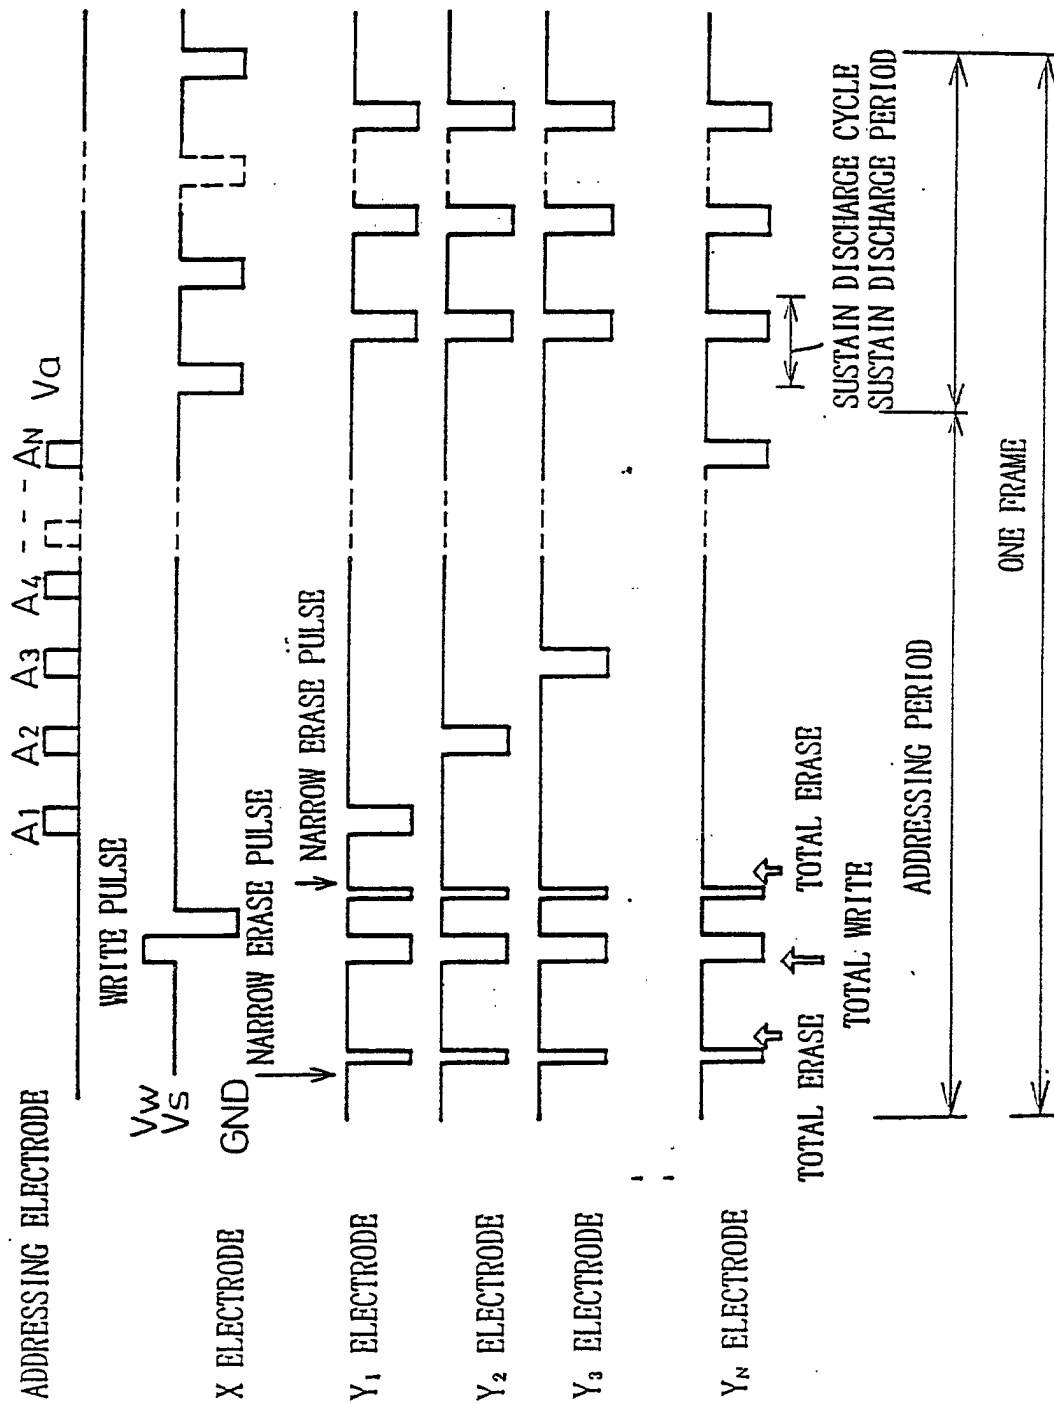 ADDRESSING ELECTRODE
A1 A2 A3 A4 AN Va
WRITE PULSE
Vw
Vs
GND
X ELECTRODE
NARROW ERASE PULSE
NARROW ERASE PULSE
Y1 ELECTRODE
Y2 ELECTRODE
Y3 ELECTRODE
YN ELECTRODE
TOTAL ERASE
TOTAL WRITE
TOTAL ERASE
SUSTAIN DISCHARGE CYCLE
SUSTAIN DISCHARGE PERIOD
ADDRESSING PERIOD
ONE FRAME